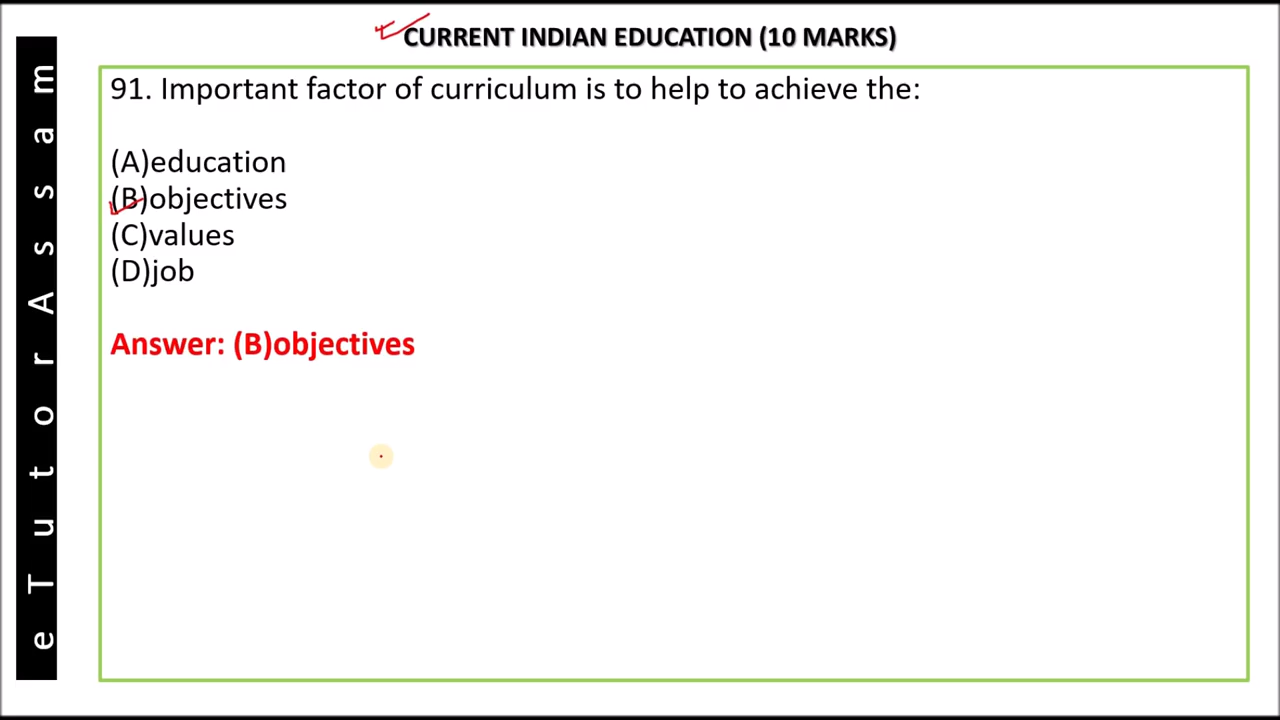 CURRENT INDIAN EDUCATION (10 MARKS)
91. Important factor of curriculum is to help to achieve the:
(A)education
(B)objectives
(C)values
(D)job
Answer: (B)objectives
eTutorAssam